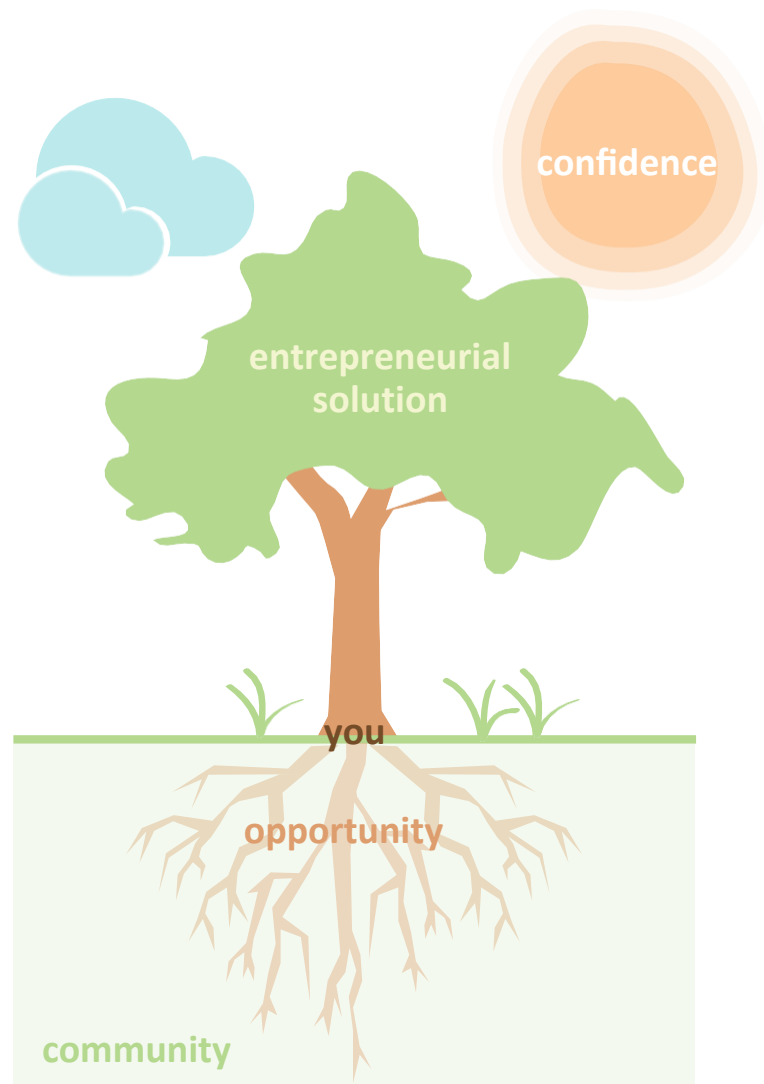 confidence
entrepreneurial
solution
you
opportunity
community